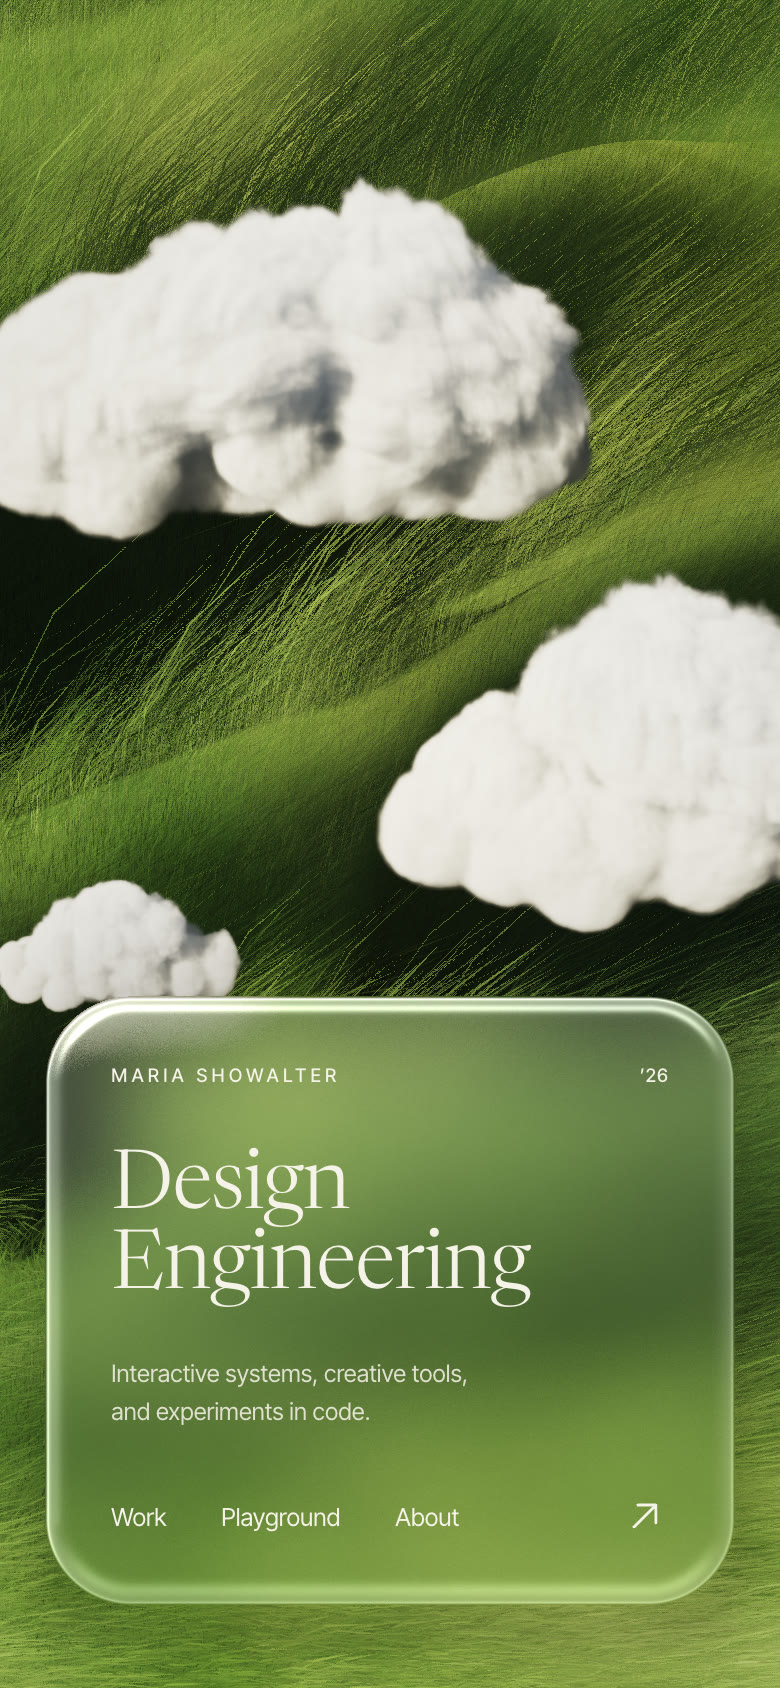 MARIA SHOWALTER ’26
Design
Engineering
Interactive systems, creative tools,
and experiments in code.
Work Playground About